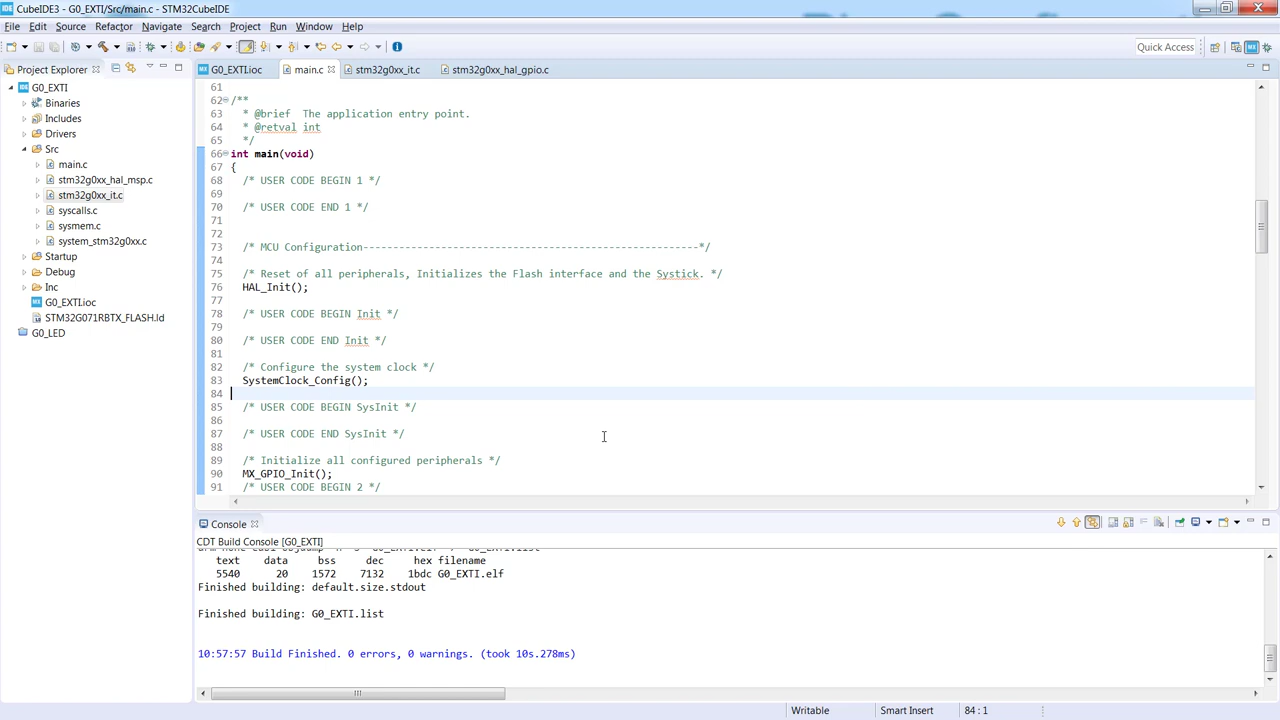 CubeIDE3 - G0_EXTI/Src/main.c - STM32CubeIDE
File Edit Source Refactor Navigate Search Project Run Window Help
Quick Access
Project Explorer
G0_EXTI
Binaries
Includes
Drivers
Src
main.c
stm32g0xx_hal_msp.c
stm32g0xx_it.c
syscalls.c
sysmem.c
system_stm32g0xx.c
Startup
Debug
Inc
G0_EXTI.ioc
STM32G071RBTX_FLASH.ld
G0_LED
G0_EXTI.ioc main.c stm32g0xx_it.c stm32g0xx_hal_gpio.c
61
62 /**
63 * @brief The application entry point.
64 * @retval int
65 */
66 int main(void)
67 {
68 /* USER CODE BEGIN 1 */
69
70 /* USER CODE END 1 */
71
72
73 /* MCU Configuration--------------------------------------------------------*/
74
75 /* Reset of all peripherals, Initializes the Flash interface and the Systick. */
76 HAL_Init();
77
78 /* USER CODE BEGIN Init */
79
80 /* USER CODE END Init */
81
82 /* Configure the system clock */
83 SystemClock_Config();
84
85 /* USER CODE BEGIN SysInit */
86
87 /* USER CODE END SysInit */
88
89 /* Initialize all configured peripherals */
90 MX_GPIO_Init();
91 /* USER CODE BEGIN 2 */
Console
CDT Build Console [G0_EXTI]
text data bss dec hex filename
5540 20 1572 7132 1bdc G0_EXTI.elf
Finished building: default.size.stdout
Finished building: G0_EXTI.list
10:57:57 Build Finished. 0 errors, 0 warnings. (took 10s.278ms)
Writable Smart Insert 84 : 1